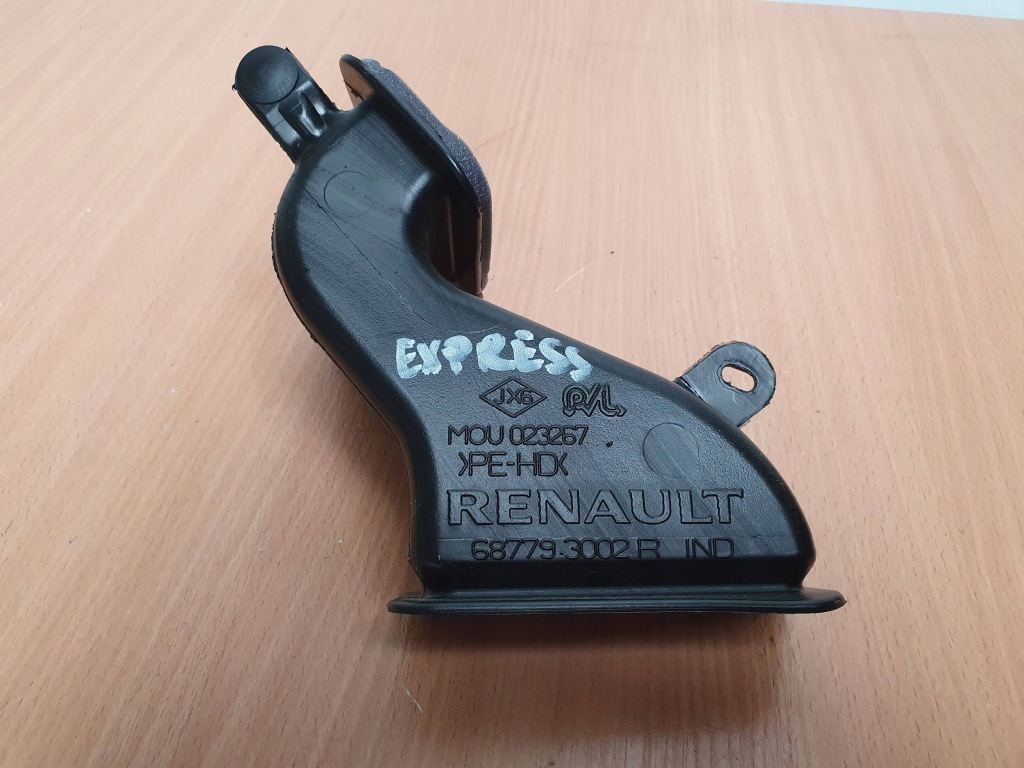 EXPRESS
JX6
MOU 023267
>PE-HD<
RENAULT
68779-3002 R IND